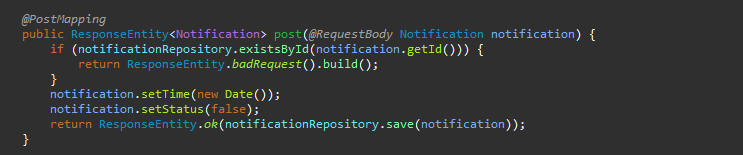 @PostMapping
public ResponseEntity<Notification> post(@RequestBody Notification notification) {
if (notificationRepository.existsById(notification.getId())) {
return ResponseEntity.badRequest().build();
}
notification.setTime(new Date());
notification.setStatus(false);
return ResponseEntity.ok(notificationRepository.save(notification));
}